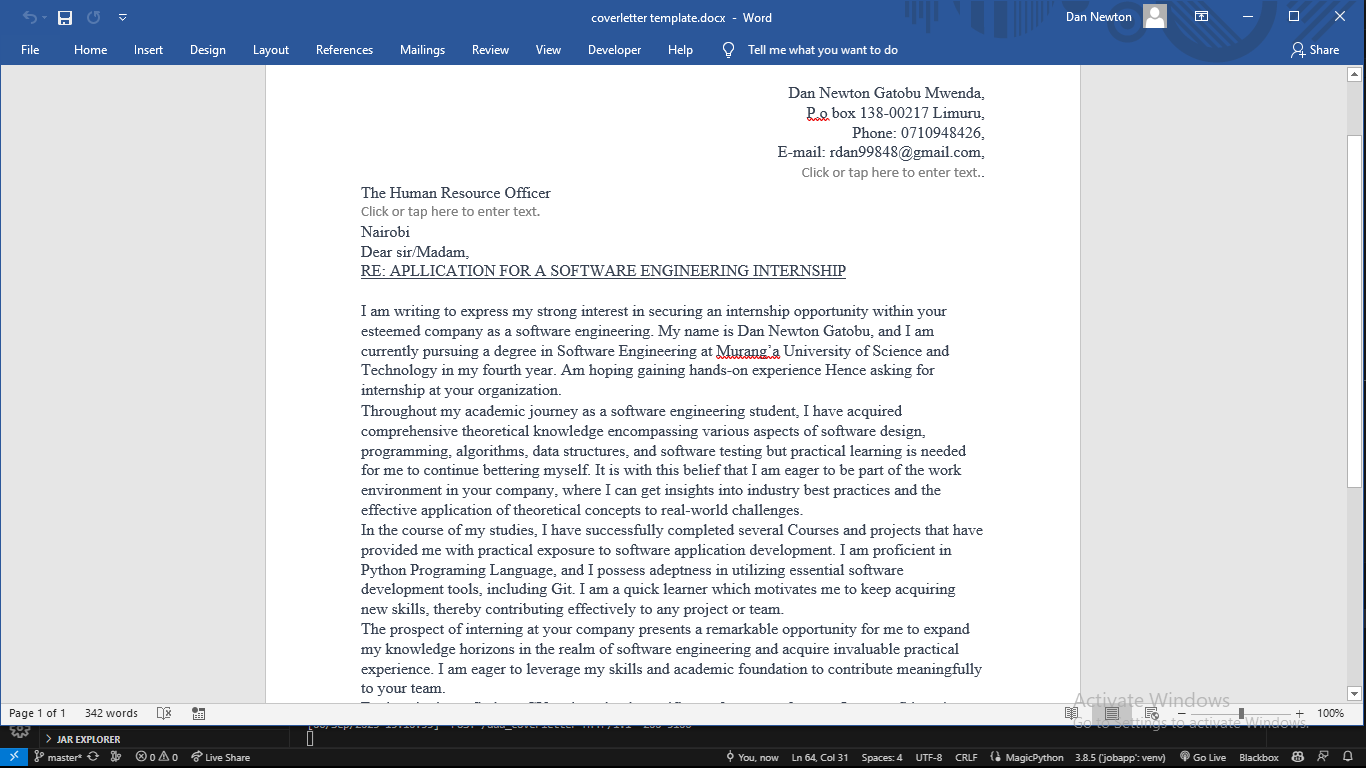 coverletter template.docx - Word
Dan Newton
File Home Insert Design Layout References Mailings Review View Developer Help Tell me what you want to do Share
Dan Newton Gatobu Mwenda,
P.o box 138-00217 Limuru,
Phone: 0710948426,
E-mail: rdan99848@gmail.com,
Click or tap here to enter text..
The Human Resource Officer
Click or tap here to enter text.
Nairobi
Dear sir/Madam,
RE: APLLICATION FOR A SOFTWARE ENGINEERING INTERNSHIP
I am writing to express my strong interest in securing an internship opportunity within your
esteemed company as a software engineering. My name is Dan Newton Gatobu, and I am
currently pursuing a degree in Software Engineering at Murang’a University of Science and
Technology in my fourth year. Am hoping gaining hands-on experience Hence asking for
internship at your organization.
Throughout my academic journey as a software engineering student, I have acquired
comprehensive theoretical knowledge encompassing various aspects of software design,
programming, algorithms, data structures, and software testing but practical learning is needed
for me to continue bettering myself. It is with this belief that I am eager to be part of the work
environment in your company, where I can get insights into industry best practices and the
effective application of theoretical concepts to real-world challenges.
In the course of my studies, I have successfully completed several Courses and projects that have
provided me with practical exposure to software application development. I am proficient in
Python Programing Language, and I possess adeptness in utilizing essential software
development tools, including Git. I am a quick learner which motivates me to keep acquiring
new skills, thereby contributing effectively to any project or team.
The prospect of interning at your company presents a remarkable opportunity for me to expand
my knowledge horizons in the realm of software engineering and acquire invaluable practical
experience. I am eager to leverage my skills and academic foundation to contribute meaningfully
to your team.
Activate Windows
Go to Settings to activate Windows.
Page 1 of 1 342 words 100%
JAR EXPLORER
master* 0 0 Live Share You, now Ln 64, Col 31 Spaces: 4 UTF-8 CRLF MagicPython 3.8.5 ('jobapp': venv) Go Live Blackbox